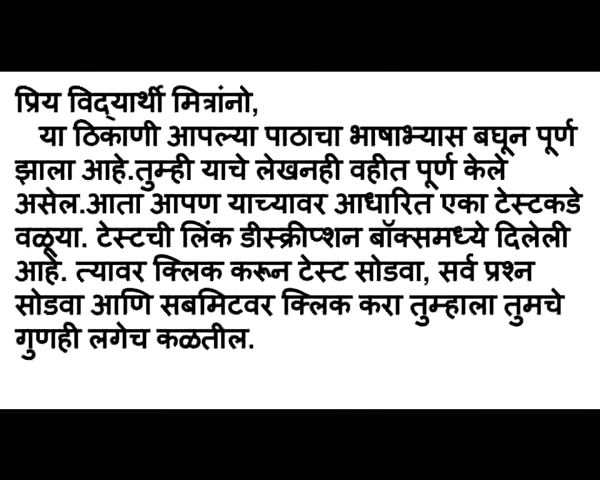 प्रिय विद्यार्थी मित्रांनो,
या ठिकाणी आपल्या पाठाचा भाषाभ्यास बघून पूर्ण
झाला आहे.तुम्ही याचे लेखनही वहीत पूर्ण केले
असेल.आता आपण याच्यावर आधारित एका टेस्टकडे
वळूया. टेस्टची लिंक डीस्क्रीप्शन बॉक्समध्ये दिलेली
आहे. त्यावर क्लिक करून टेस्ट सोडवा, सर्व प्रश्न
सोडवा आणि सबमिटवर क्लिक करा तुम्हाला तुमचे
गुणही लगेच कळतील.